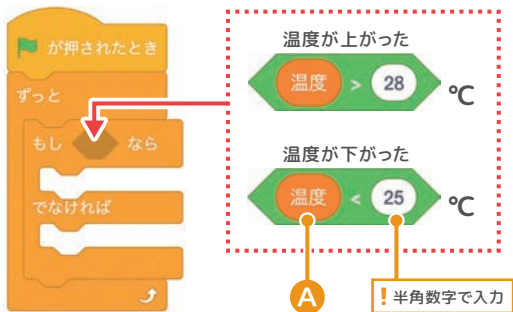 が押されたとき
ずっと
もし なら
でなければ
温度が上がった
温度 > 28 ℃
温度が下がった
温度 < 25 ℃
A
! 半角数字で入力